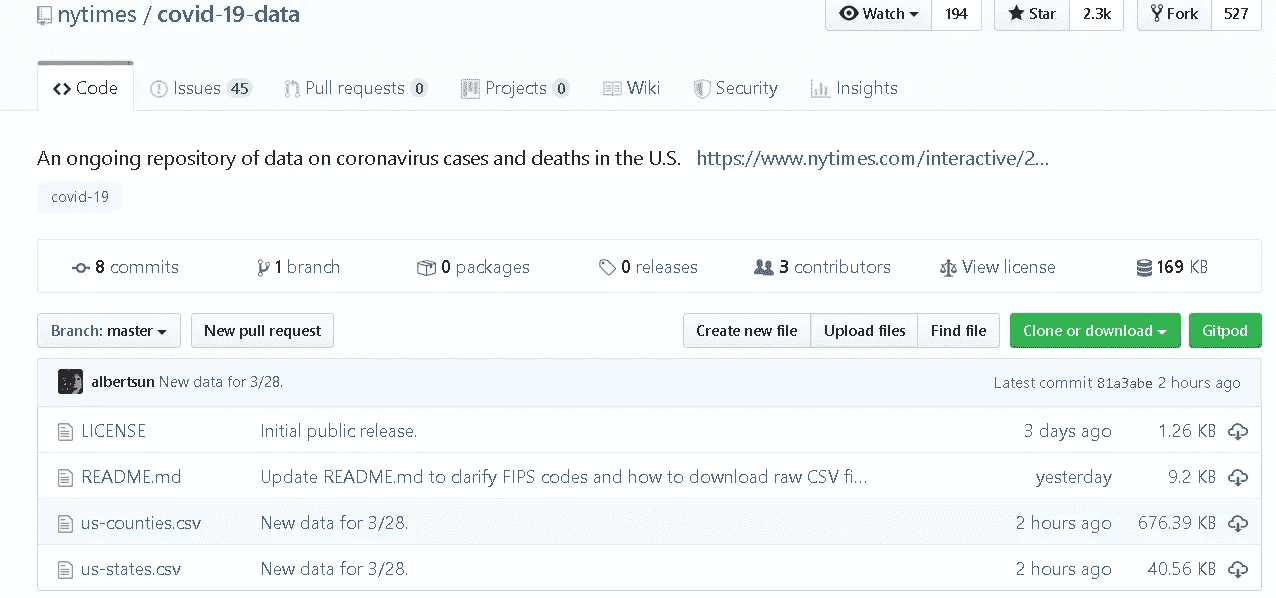 nytimes / covid-19-data
Watch 194 Star 2.3k Fork 527
Code Issues 45 Pull requests 0 Projects 0 Wiki Security Insights
An ongoing repository of data on coronavirus cases and deaths in the U.S. https://www.nytimes.com/interactive/2...
covid-19
8 commits 1 branch 0 packages 0 releases 3 contributors View license 169 KB
Branch: master New pull request Create new file Upload files Find file Clone or download Gitpod
albertsun New data for 3/28. Latest commit 81a3abe 2 hours ago
LICENSE Initial public release. 3 days ago 1.26 KB
README.md Update README.md to clarify FIPS codes and how to download raw CSV fi... yesterday 9.2 KB
us-counties.csv New data for 3/28. 2 hours ago 676.39 KB
us-states.csv New data for 3/28. 2 hours ago 40.56 KB